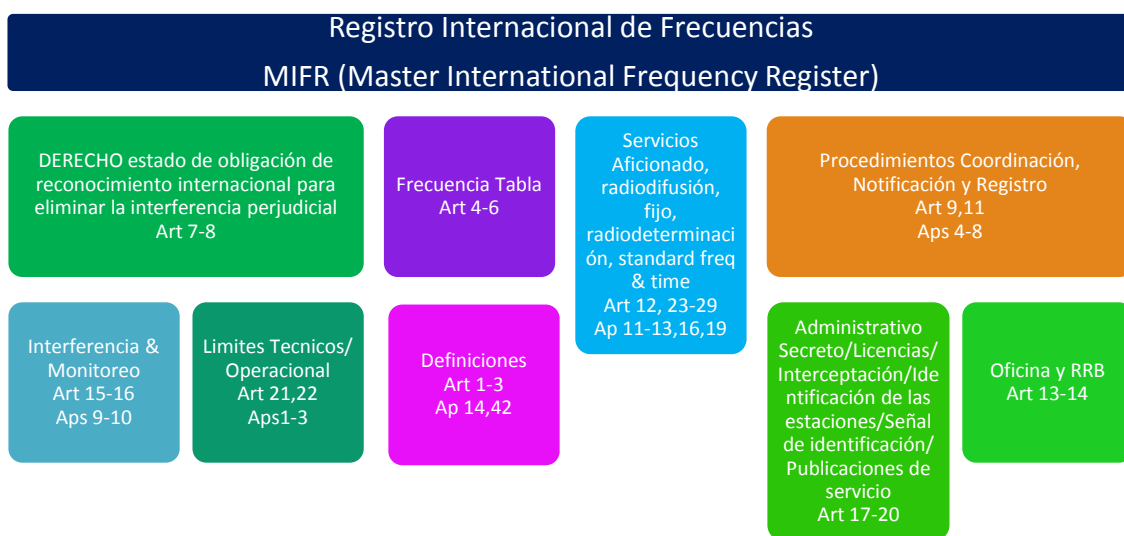 Registro Internacional de Frecuencias
MIFR (Master International Frequency Register)
DERECHO estado de obligación de
reconocimiento internacional para
eliminar la interferencia perjudicial
Art 7-8
Frecuencia Tabla
Art 4-6
Servicios
Aficionado,
radiodifusión,
fijo,
radiodeterminaci
ón, standard freq
& time
Art 12, 23-29
Ap 11-13,16,19
Procedimientos Coordinación,
Notificación y Registro
Art 9,11
Aps 4-8
Interferencia &
Monitoreo
Art 15-16
Aps 9-10
Limites Tecnicos/
Operacional
Art 21,22
Aps1-3
Definiciones
Art 1-3
Ap 14,42
Administrativo
Secreto/Licencias/
Interceptación/Ide
ntificación de las
estaciones/Señal
de identificación/
Publicaciones de
servicio
Art 17-20
Oficina y RRB
Art 13-14